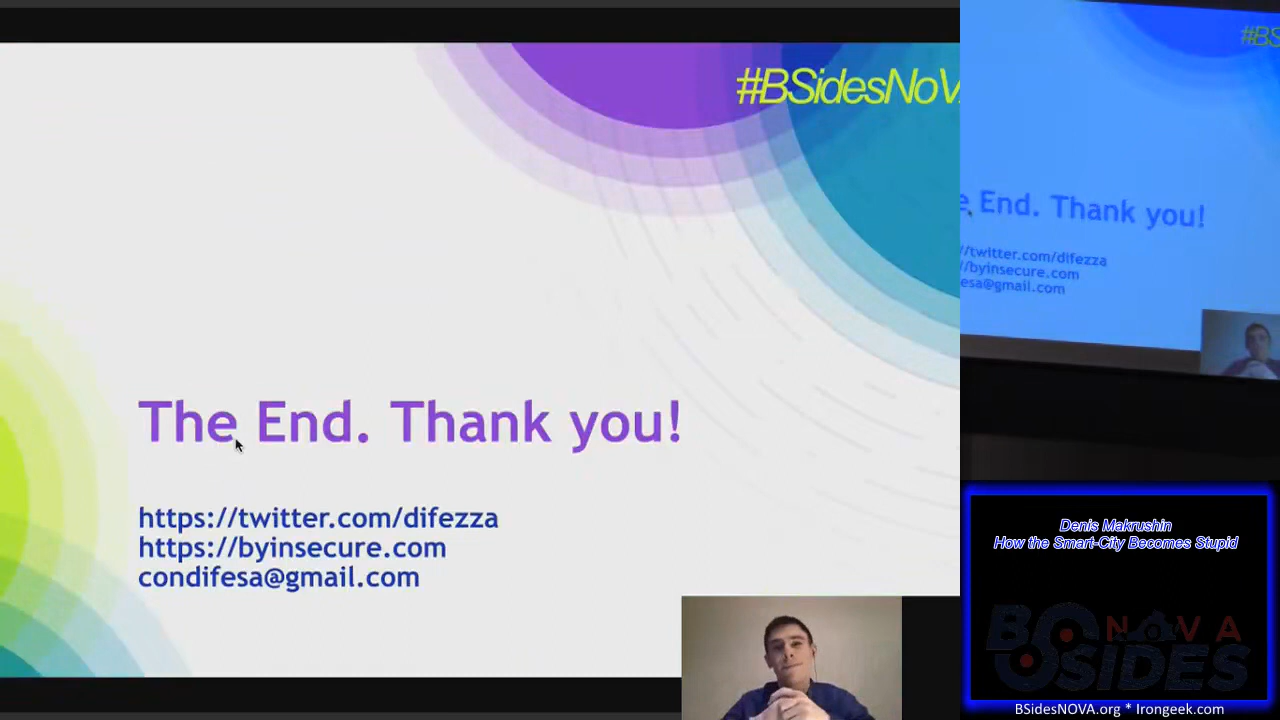 #BSidesNoV
The End. Thank you!
https://twitter.com/difezza
https://byinsecure.com
condifesa@gmail.com
#BS
e End. Thank you!
//twitter.com/difezza
//byinsecure.com
esa@gmail.com
Denis Makrushin
How the Smart-City Becomes Stupid
BSIDES NOVA
BSidesNOVA.org * Irongeek.com